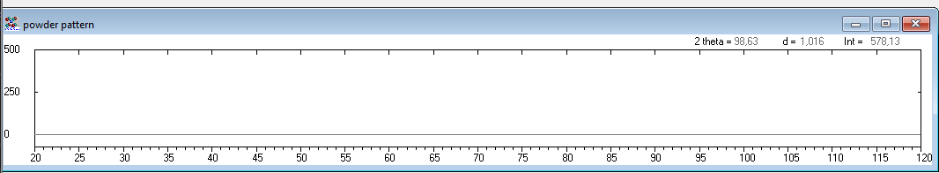 powder pattern
2 theta = 98,63 d = 1,016 Int = 578,13
500
250
0
20 25 30 35 40 45 50 55 60 65 70 75 80 85 90 95 100 105 110 115 120